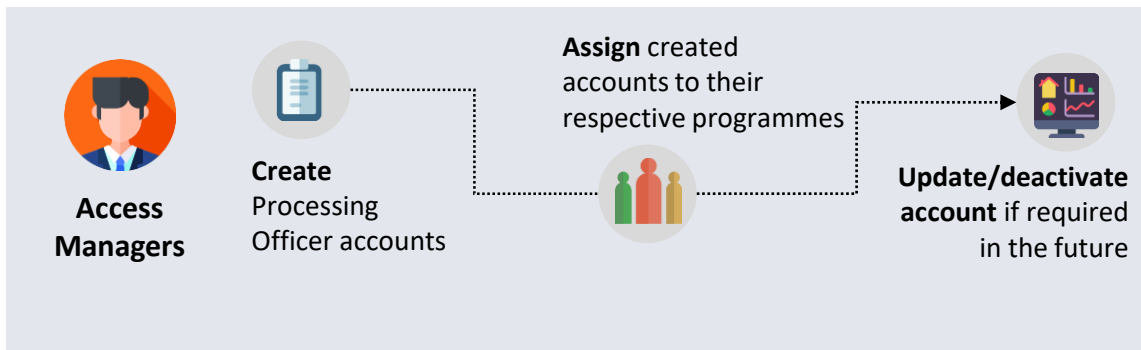 Access
Managers
Create
Processing
Officer accounts
Assign created
accounts to their
respective programmes
Update/deactivate
account if required
in the future